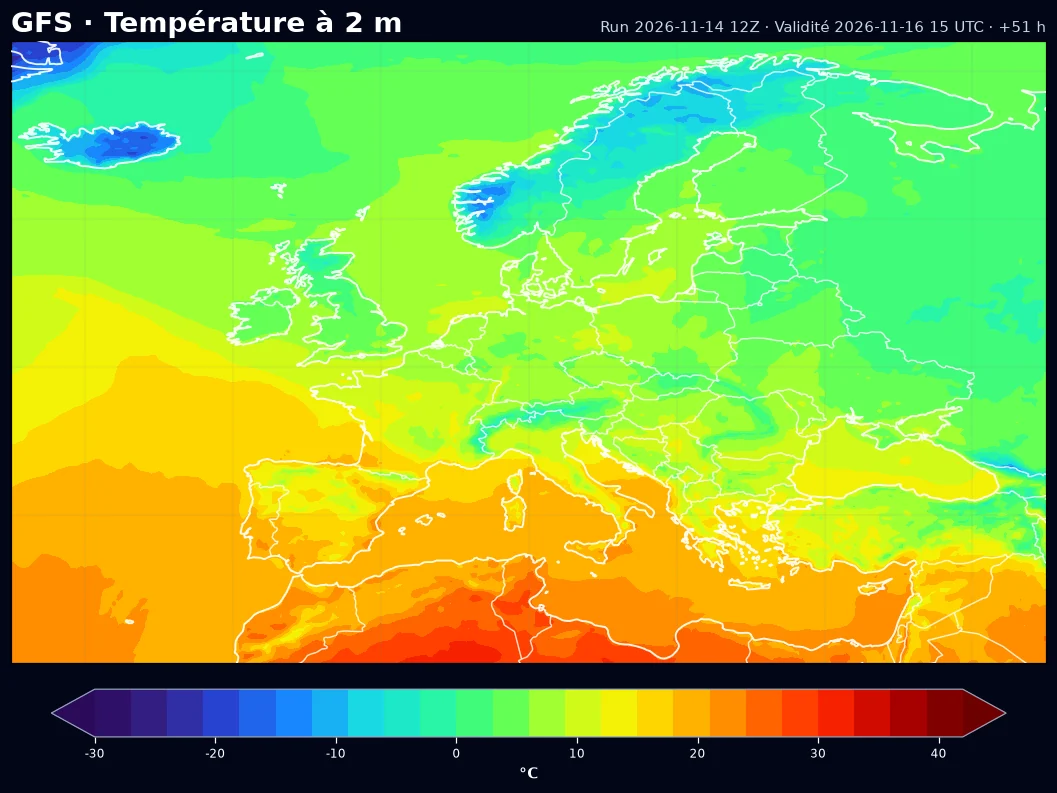 GFS · Température à 2 m
Run 2026-11-14 12Z · Validité 2026-11-16 15 UTC · +51 h
-30 -20 -10 0 10 20 30 40
°C